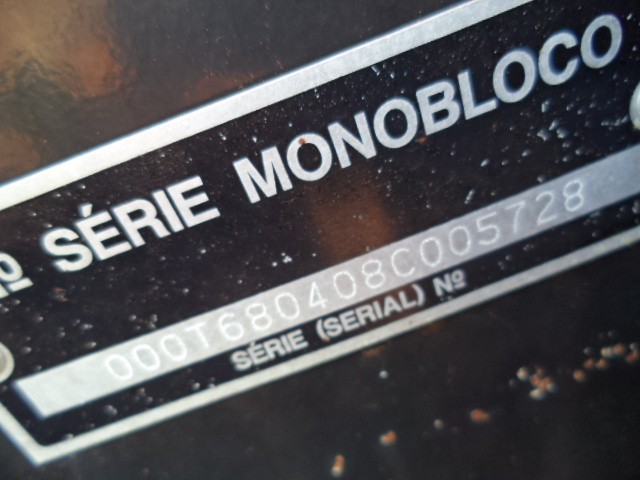 Nº SÉRIE MONOBLOCO
000T680408C005728
SÉRIE (SERIAL) Nº